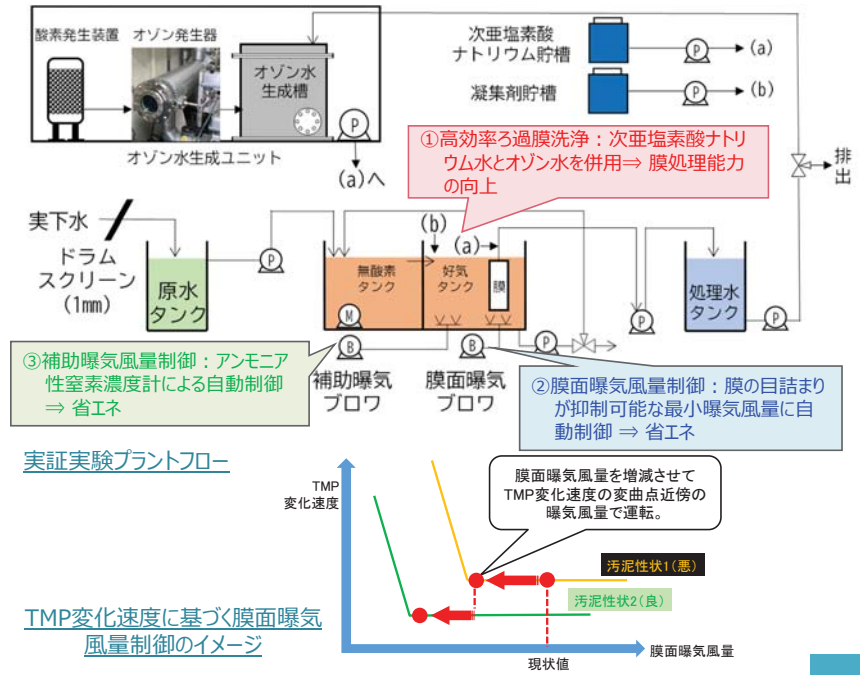 酸素発生装置
オゾン発生器
オゾン水
生成槽
P
オゾン水生成ユニット
(a)へ
次亜塩素酸
ナトリウム貯槽
P
(a)
凝集剤貯槽
P
(b)
①高効率ろ過膜洗浄：次亜塩素酸ナトリ
ウム水とオゾン水を併用⇒ 膜処理能力
の向上
排
出
実下水
ドラム
スクリーン
(1mm)
原水
タンク
P
(b)
(a)
無酸素
タンク
好気
タンク
膜
M
B
B
P
P
処理水
タンク
P
補助曝気
ブロワ
膜面曝気
ブロワ
③補助曝気風量制御：アンモニア
性窒素濃度計による自動制御
⇒ 省エネ
②膜面曝気風量制御：膜の目詰まり
が抑制可能な最小曝気風量に自
動制御 ⇒ 省エネ
実証実験プラントフロー
TMP
変化速度
膜面曝気風量を増減させて
TMP変化速度の変曲点近傍の
曝気風量で運転。
汚泥性状1(悪)
汚泥性状2(良)
TMP変化速度に基づく膜面曝気
風量制御のイメージ
現状値
膜面曝気風量